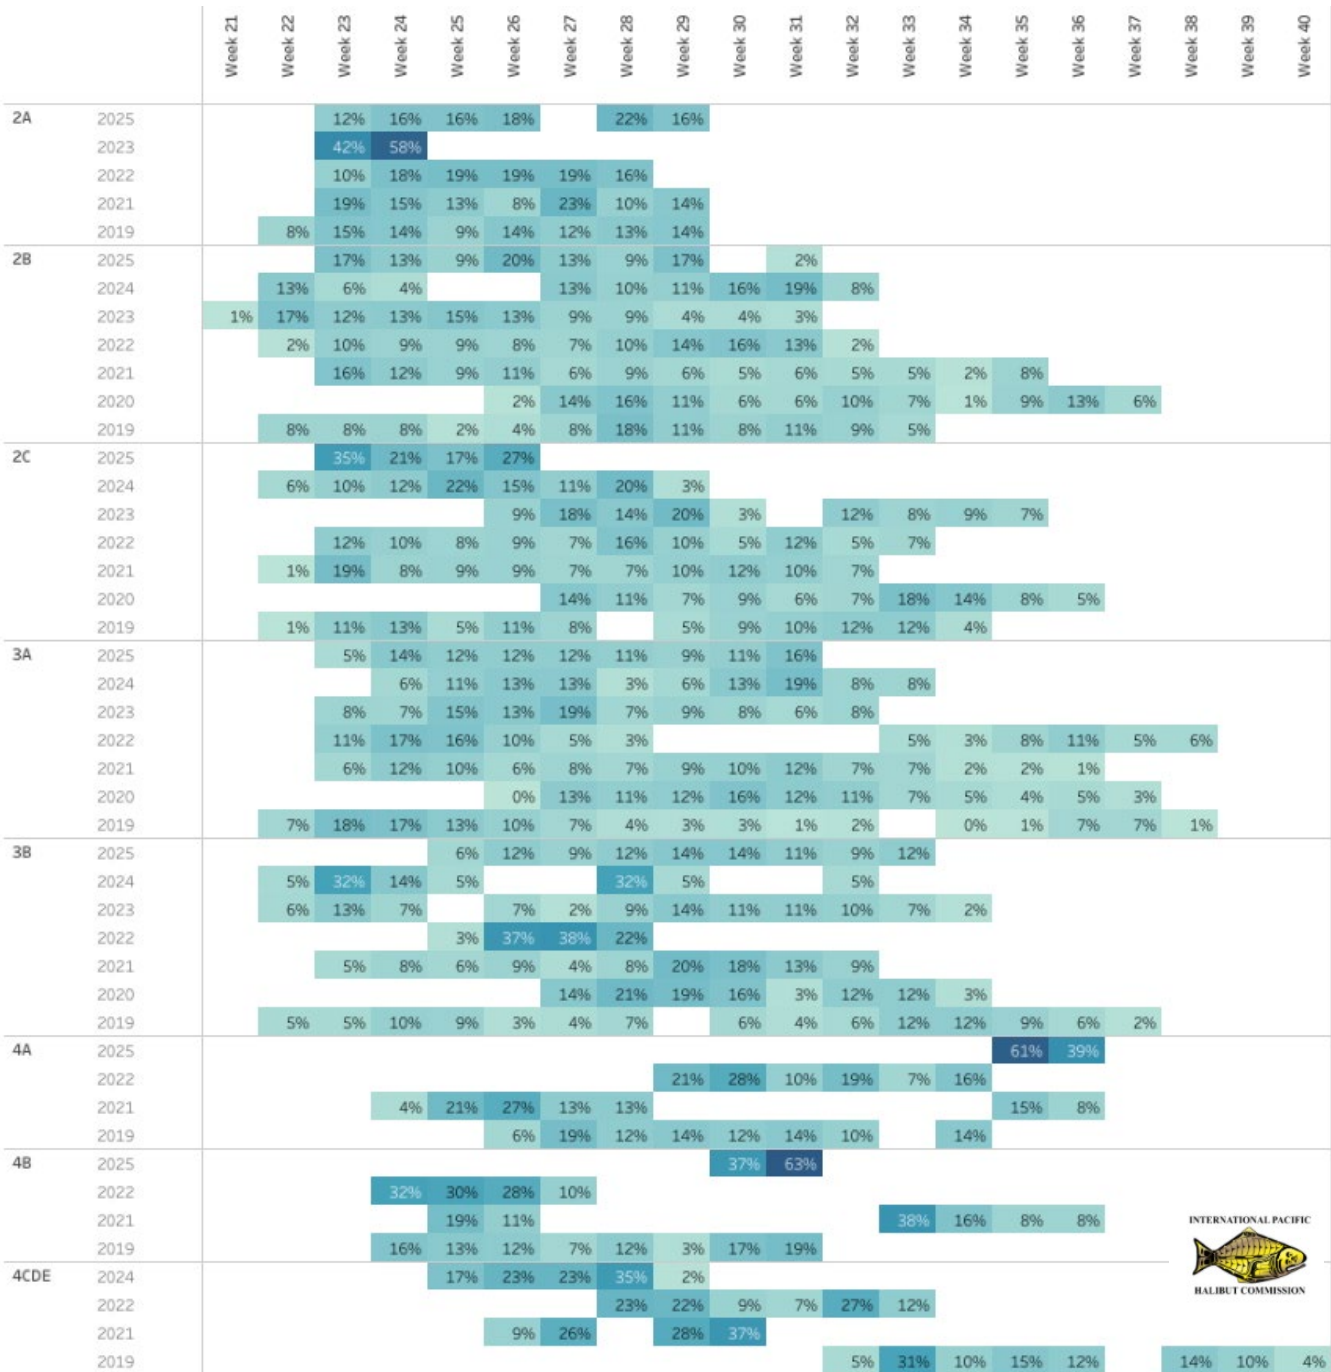 Week 21 Week 22 Week 23 Week 24 Week 25 Week 26 Week 27 Week 28 Week 29 Week 30 Week 31 Week 32 Week 33 Week 34 Week 35 Week 36 Week 37 Week 38 Week 39 Week 40
2A 2025 12% 16% 16% 18% 22% 16%
2023 42% 58%
2022 10% 18% 19% 19% 19% 16%
2021 19% 15% 13% 8% 23% 10% 14%
2019 8% 15% 14% 9% 14% 12% 13% 14%
2B 2025 17% 13% 9% 20% 13% 9% 17% 2%
2024 13% 6% 4% 13% 10% 11% 16% 19% 8%
2023 1% 17% 12% 13% 15% 13% 9% 9% 4% 4% 3%
2022 2% 10% 9% 9% 8% 7% 10% 14% 16% 13% 2%
2021 16% 12% 9% 11% 6% 9% 6% 5% 6% 5% 5% 2% 8%
2020 2% 14% 16% 11% 6% 6% 10% 7% 1% 9% 13% 6%
2019 8% 8% 8% 2% 4% 8% 18% 11% 8% 11% 9% 5%
2C 2025 35% 21% 17% 27%
2024 6% 10% 12% 22% 15% 11% 20% 3%
2023 9% 18% 14% 20% 3% 12% 8% 9% 7%
2022 12% 10% 8% 9% 7% 16% 10% 5% 12% 5% 7%
2021 1% 19% 8% 9% 9% 7% 7% 10% 12% 10% 7%
2020 14% 11% 7% 9% 6% 7% 18% 14% 8% 5%
2019 1% 11% 13% 5% 11% 8% 5% 9% 10% 12% 12% 4%
3A 2025 5% 14% 12% 12% 12% 11% 9% 11% 16%
2024 6% 11% 13% 13% 3% 6% 13% 19% 8% 8%
2023 8% 7% 15% 13% 19% 7% 9% 8% 6% 8%
2022 11% 17% 16% 10% 5% 3% 5% 3% 8% 11% 5% 6%
2021 6% 12% 10% 6% 8% 7% 9% 10% 12% 7% 7% 2% 2% 1%
2020 0% 13% 11% 12% 16% 12% 11% 7% 5% 4% 5% 3%
2019 7% 18% 17% 13% 10% 7% 4% 3% 3% 1% 2% 0% 1% 7% 7% 1%
3B 2025 6% 12% 9% 12% 14% 14% 11% 9% 12%
2024 5% 32% 14% 5% 32% 5% 5%
2023 6% 13% 7% 7% 2% 9% 14% 11% 11% 10% 7% 2%
2022 3% 37% 38% 22%
2021 5% 8% 6% 9% 4% 8% 20% 18% 13% 9%
2020 14% 21% 19% 16% 3% 12% 12% 3%
2019 5% 5% 10% 9% 3% 4% 7% 6% 4% 6% 12% 12% 9% 6% 2%
4A 2025 61% 39%
2022 21% 28% 10% 19% 7% 16%
2021 4% 21% 27% 13% 13% 15% 8%
2019 6% 19% 12% 14% 12% 14% 10% 14%
4B 2025 37% 63%
2022 32% 30% 28% 10%
2021 19% 11% 38% 16% 8% 8%
2019 16% 13% 12% 7% 12% 3% 17% 19%
4CDE 2024 17% 23% 23% 35% 2%
2022 23% 22% 9% 7% 27% 12%
2021 9% 26% 28% 37%
2019 5% 31% 10% 15% 12% 14% 10% 4%
INTERNATIONAL PACIFIC
HALIBUT COMMISSION